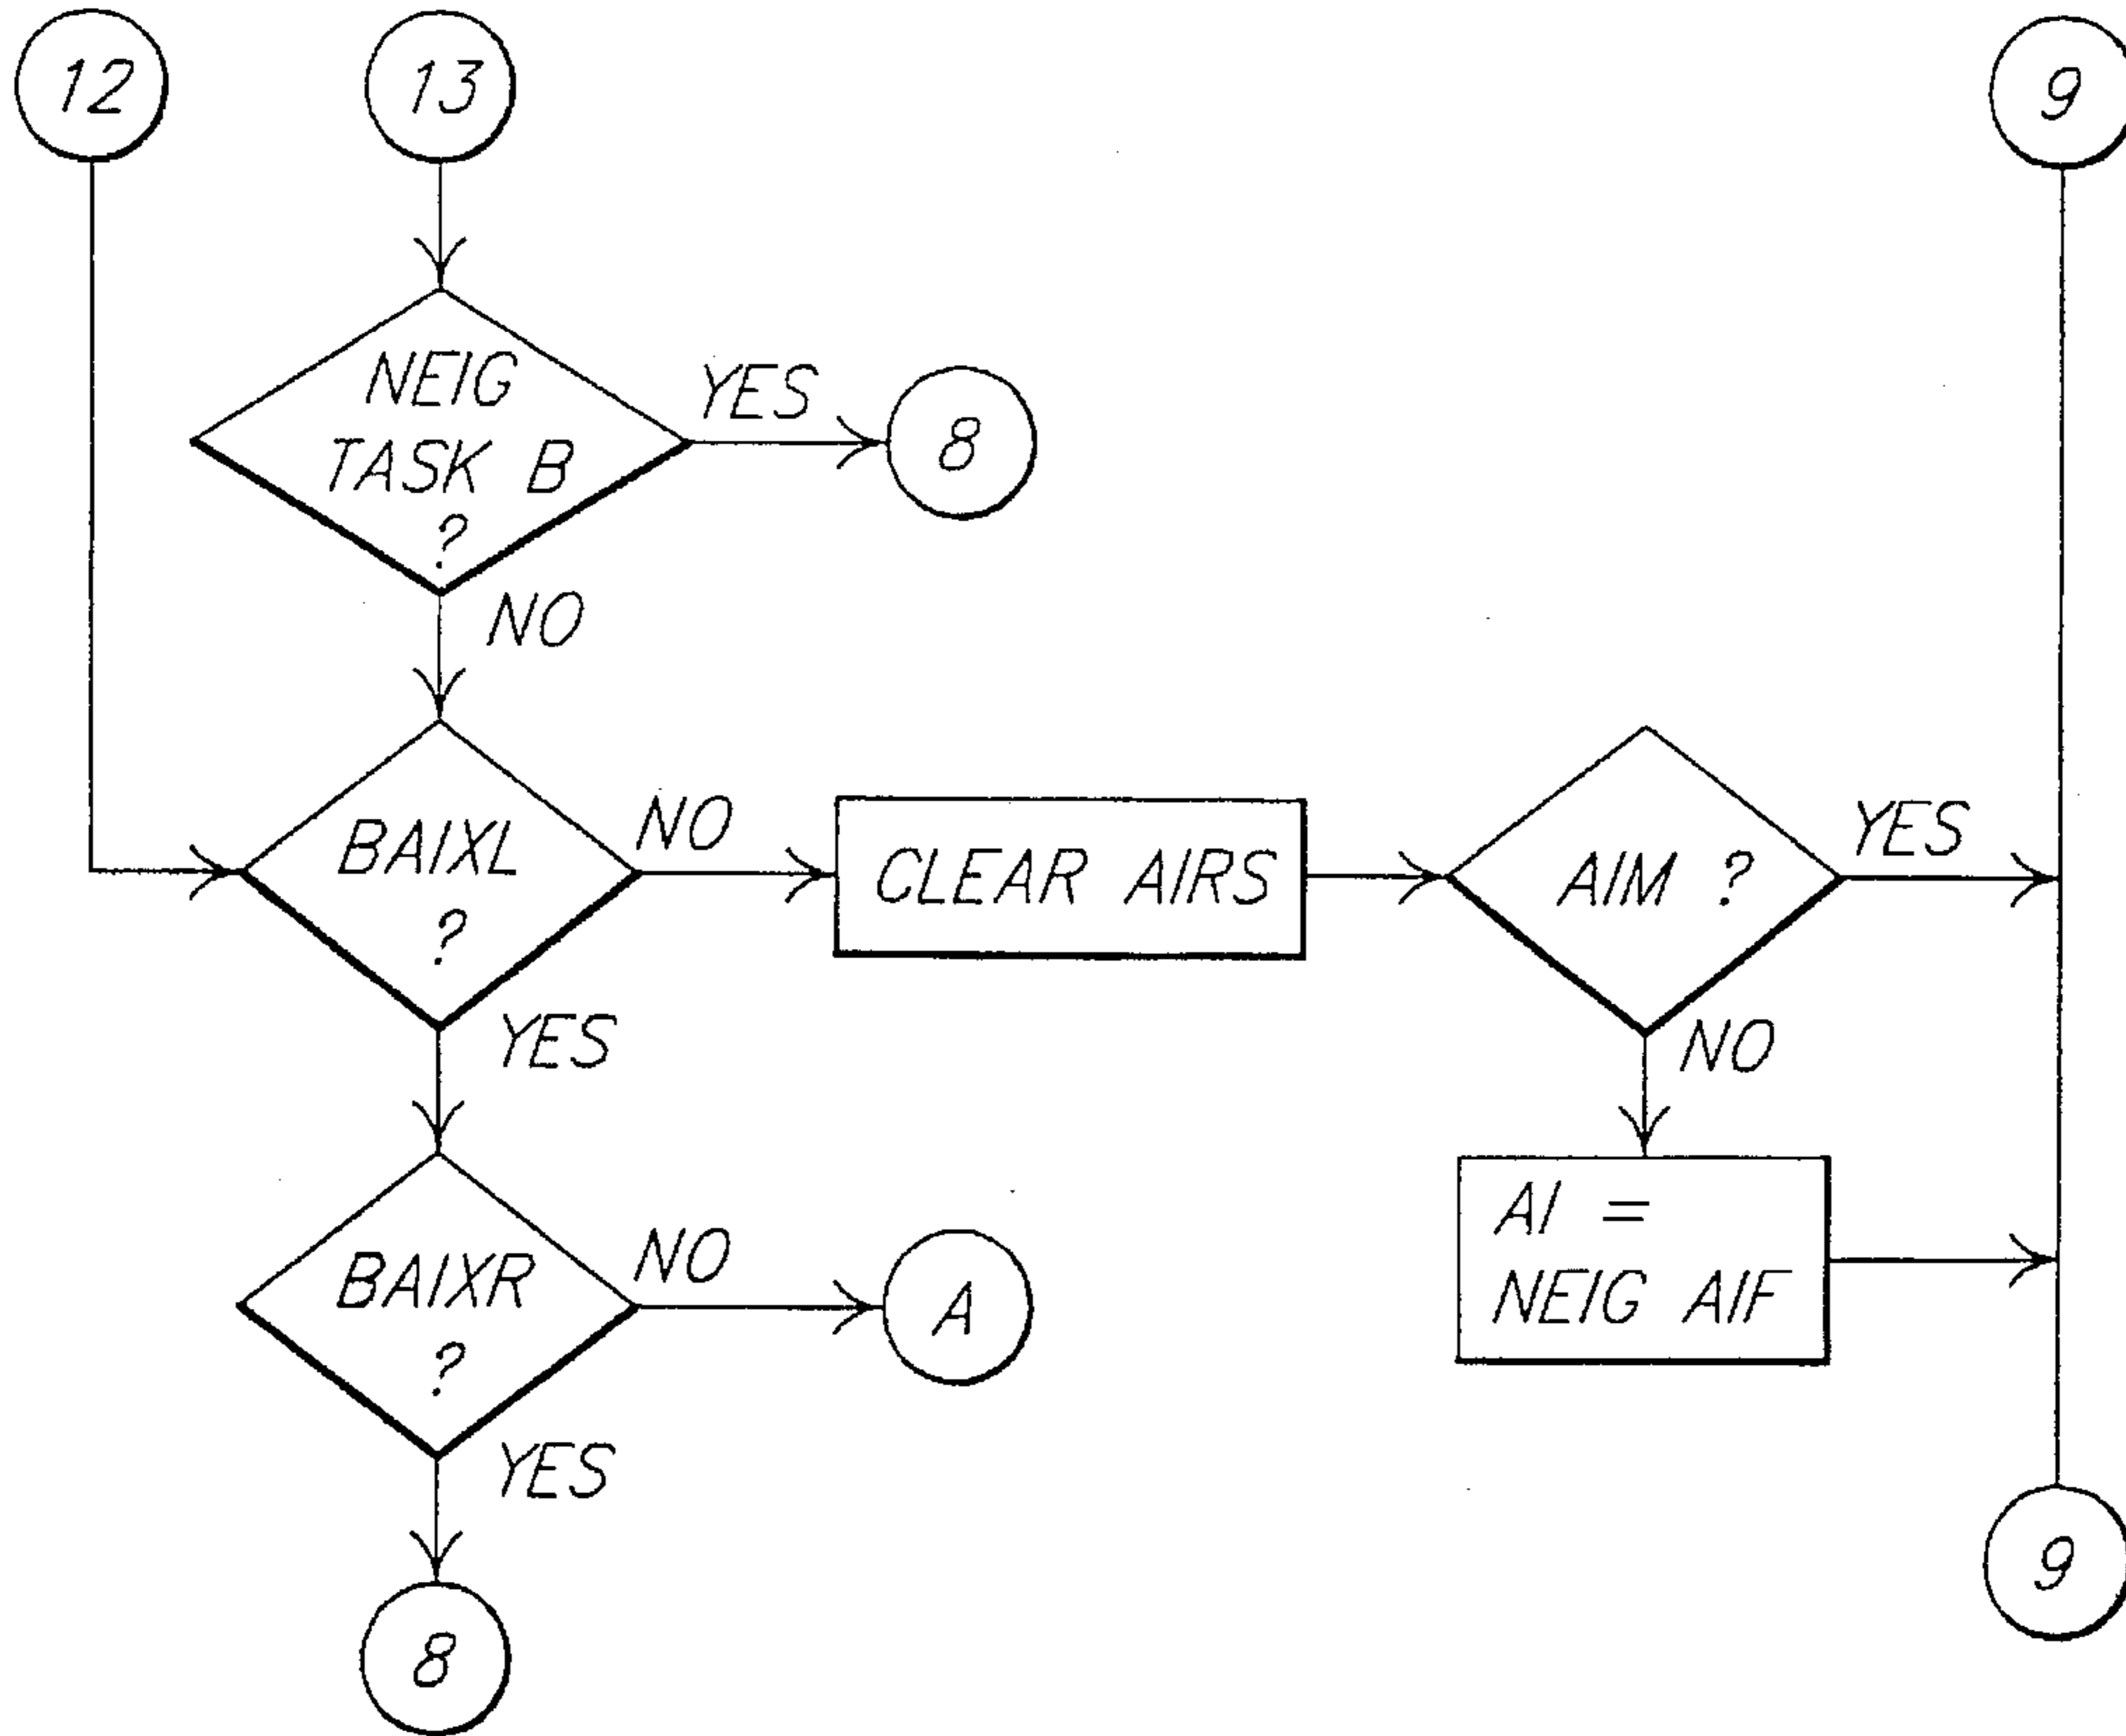 12
13
9
NEIG
TASK B
?
YES
8
NO
BAIXL
?
NO
CLEAR AIRS
AIM ?
YES
YES
NO
BAIXR
?
NO
A
AI =
NEIG AIF
YES
8
9